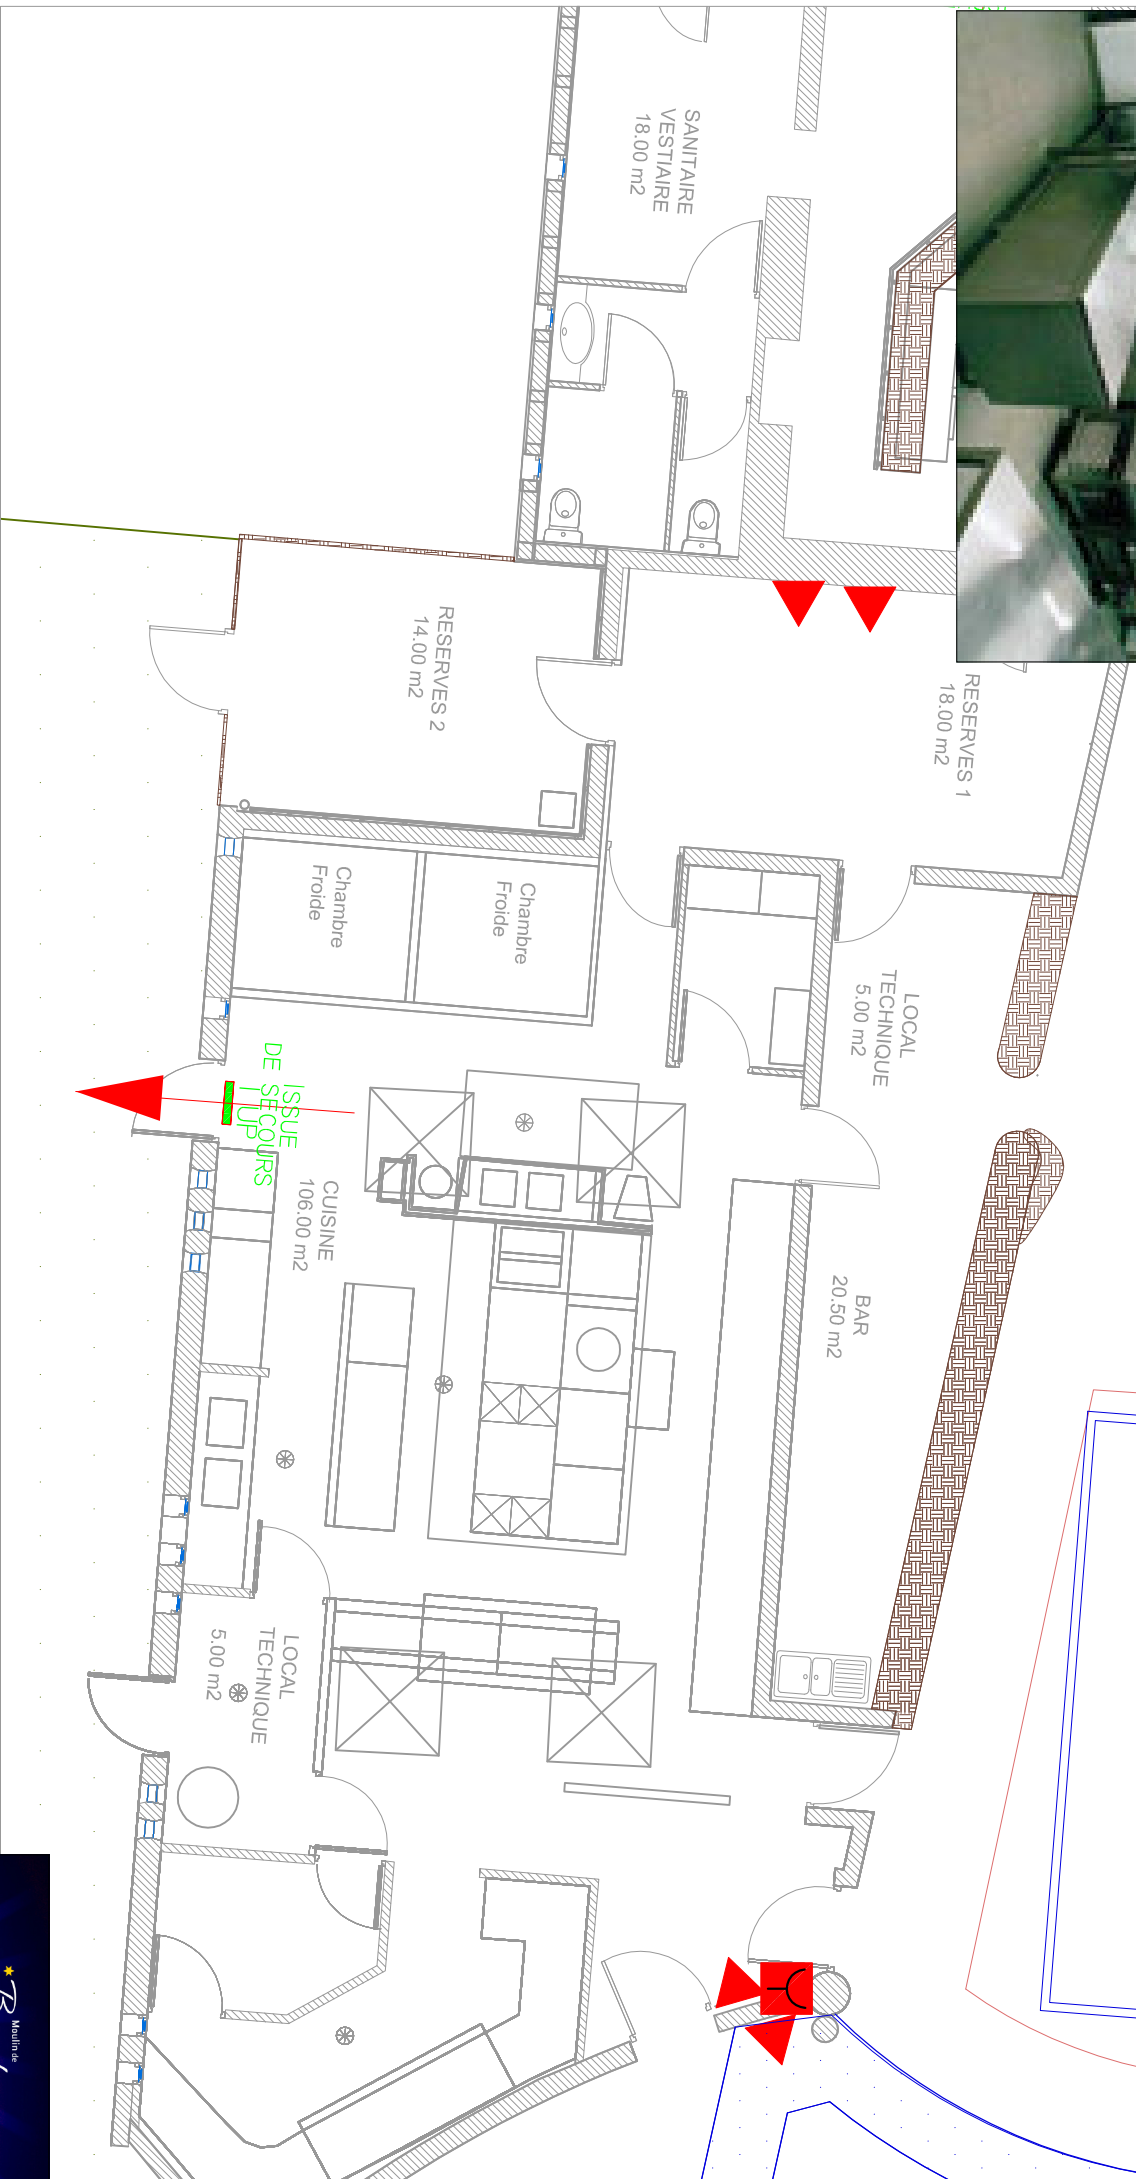 SANITAIRE
VESTIAIRE
18.00 m2
RESERVES 2
14.00 m2
RESERVES 1
18.00 m2
Chambre
Froide
Chambre
Froide
LOCAL
TECHNIQUE
5.00 m2
ISSUE
DE SECOURS
1 UP
CUISINE
106.00 m2
BAR
20.50 m2
LOCAL
TECHNIQUE
5.00 m2
Moulin de